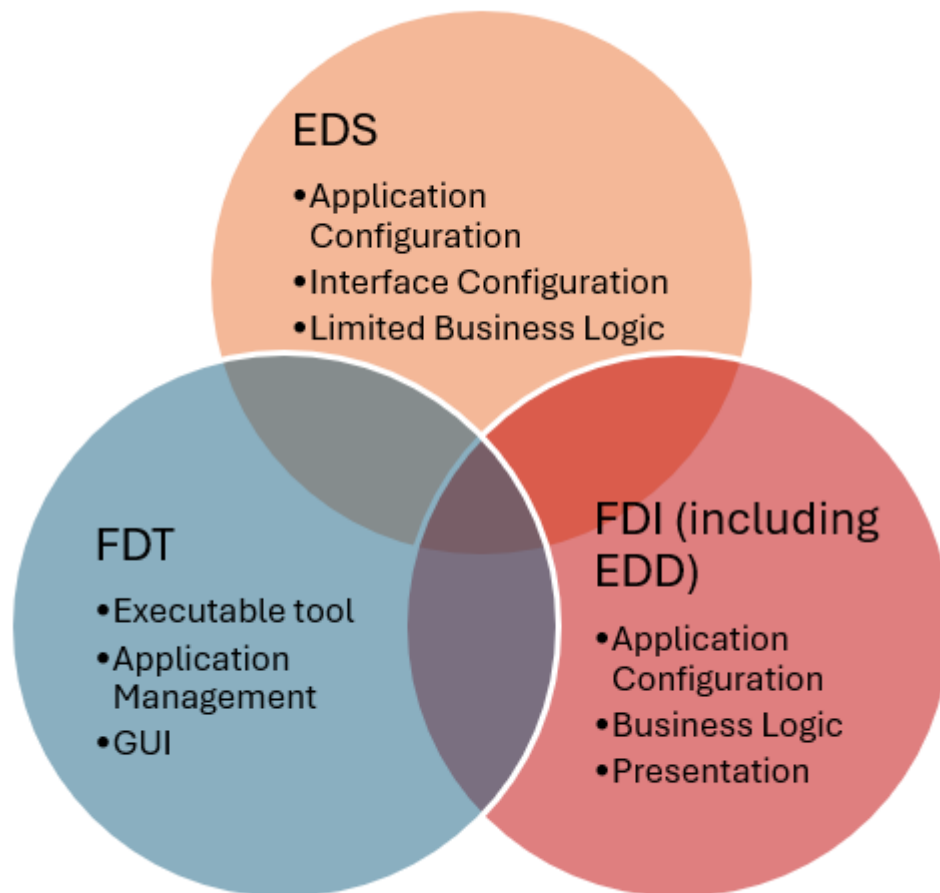 EDS
•Application
Configuration
•Interface Configuration
•Limited Business Logic
FDT
•Executable tool
•Application
Management
•GUI
FDI (including
EDD)
•Application
Configuration
•Business Logic
•Presentation